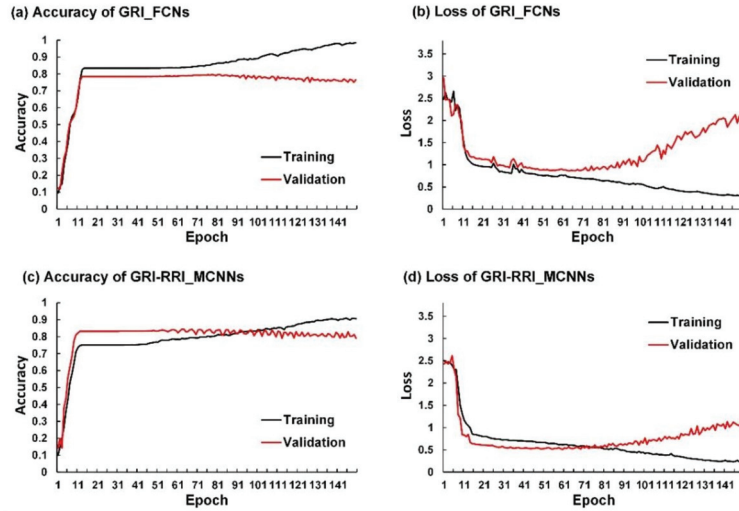 (a) Accuracy of GRI_FCNs
1
0.9
0.8
0.7
0.6
0.5
0.4
0.3
0.2
0.1
0
Accuracy
Training
Validation
1 11 21 31 41 51 61 71 81 91 101 111 121 131 141
Epoch
(b) Loss of GRI_FCNs
3.5
3
2.5
2
1.5
1
0.5
0
Loss
Training
Validation
1 11 21 31 41 51 61 71 81 91 101 111 121 131 141
Epoch
(c) Accuracy of GRI-RRI_MCNNs
1
0.9
0.8
0.7
0.6
0.5
0.4
0.3
0.2
0.1
0
Accuracy
Training
Validation
1 11 21 31 41 51 61 71 81 91 101 111 121 131 141
Epoch
(d) Loss of GRI-RRI_MCNNs
3.5
3
2.5
2
1.5
1
0.5
0
Loss
Training
Validation
1 11 21 31 41 51 61 71 81 91 101 111 121 131 141
Epoch